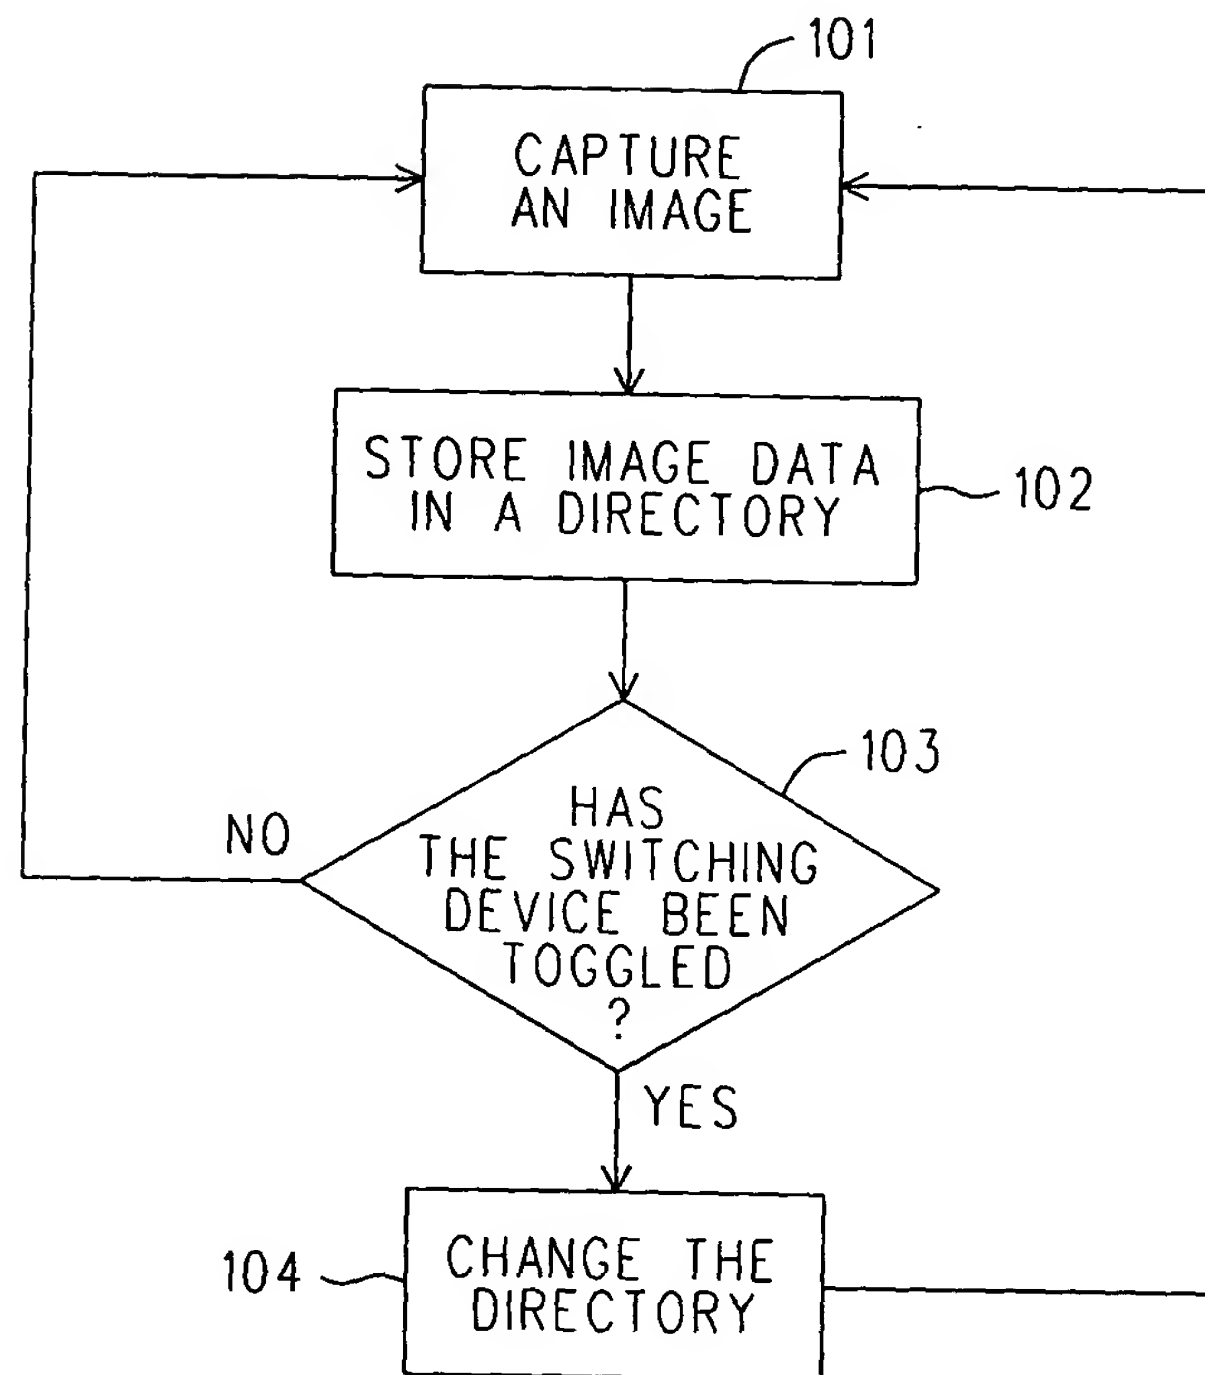 101
CAPTURE
AN IMAGE
STORE IMAGE DATA
IN A DIRECTORY
102
103
HAS
THE SWITCHING
DEVICE BEEN
TOGGLED
?
NO
YES
104
CHANGE THE
DIRECTORY